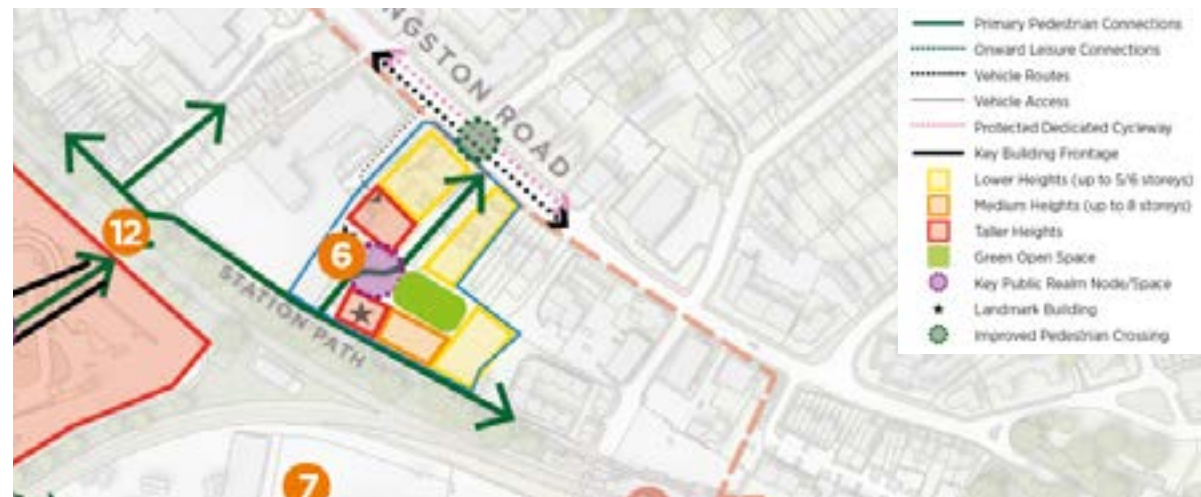 NGSTON ROAD
12
6
STATION PATH
7
Primary Pedestrian Connections
Onward Leisure Connections
Vehicle Routes
Vehicle Access
Protected Dedicated Cycleway
Key Building Frontage
Lower Heights (up to 5/6 storeys)
Medium Heights (up to 8 storeys)
Taller Heights
Green Open Space
Key Public Realm Node/Space
Landmark Building
Improved Pedestrian Crossing